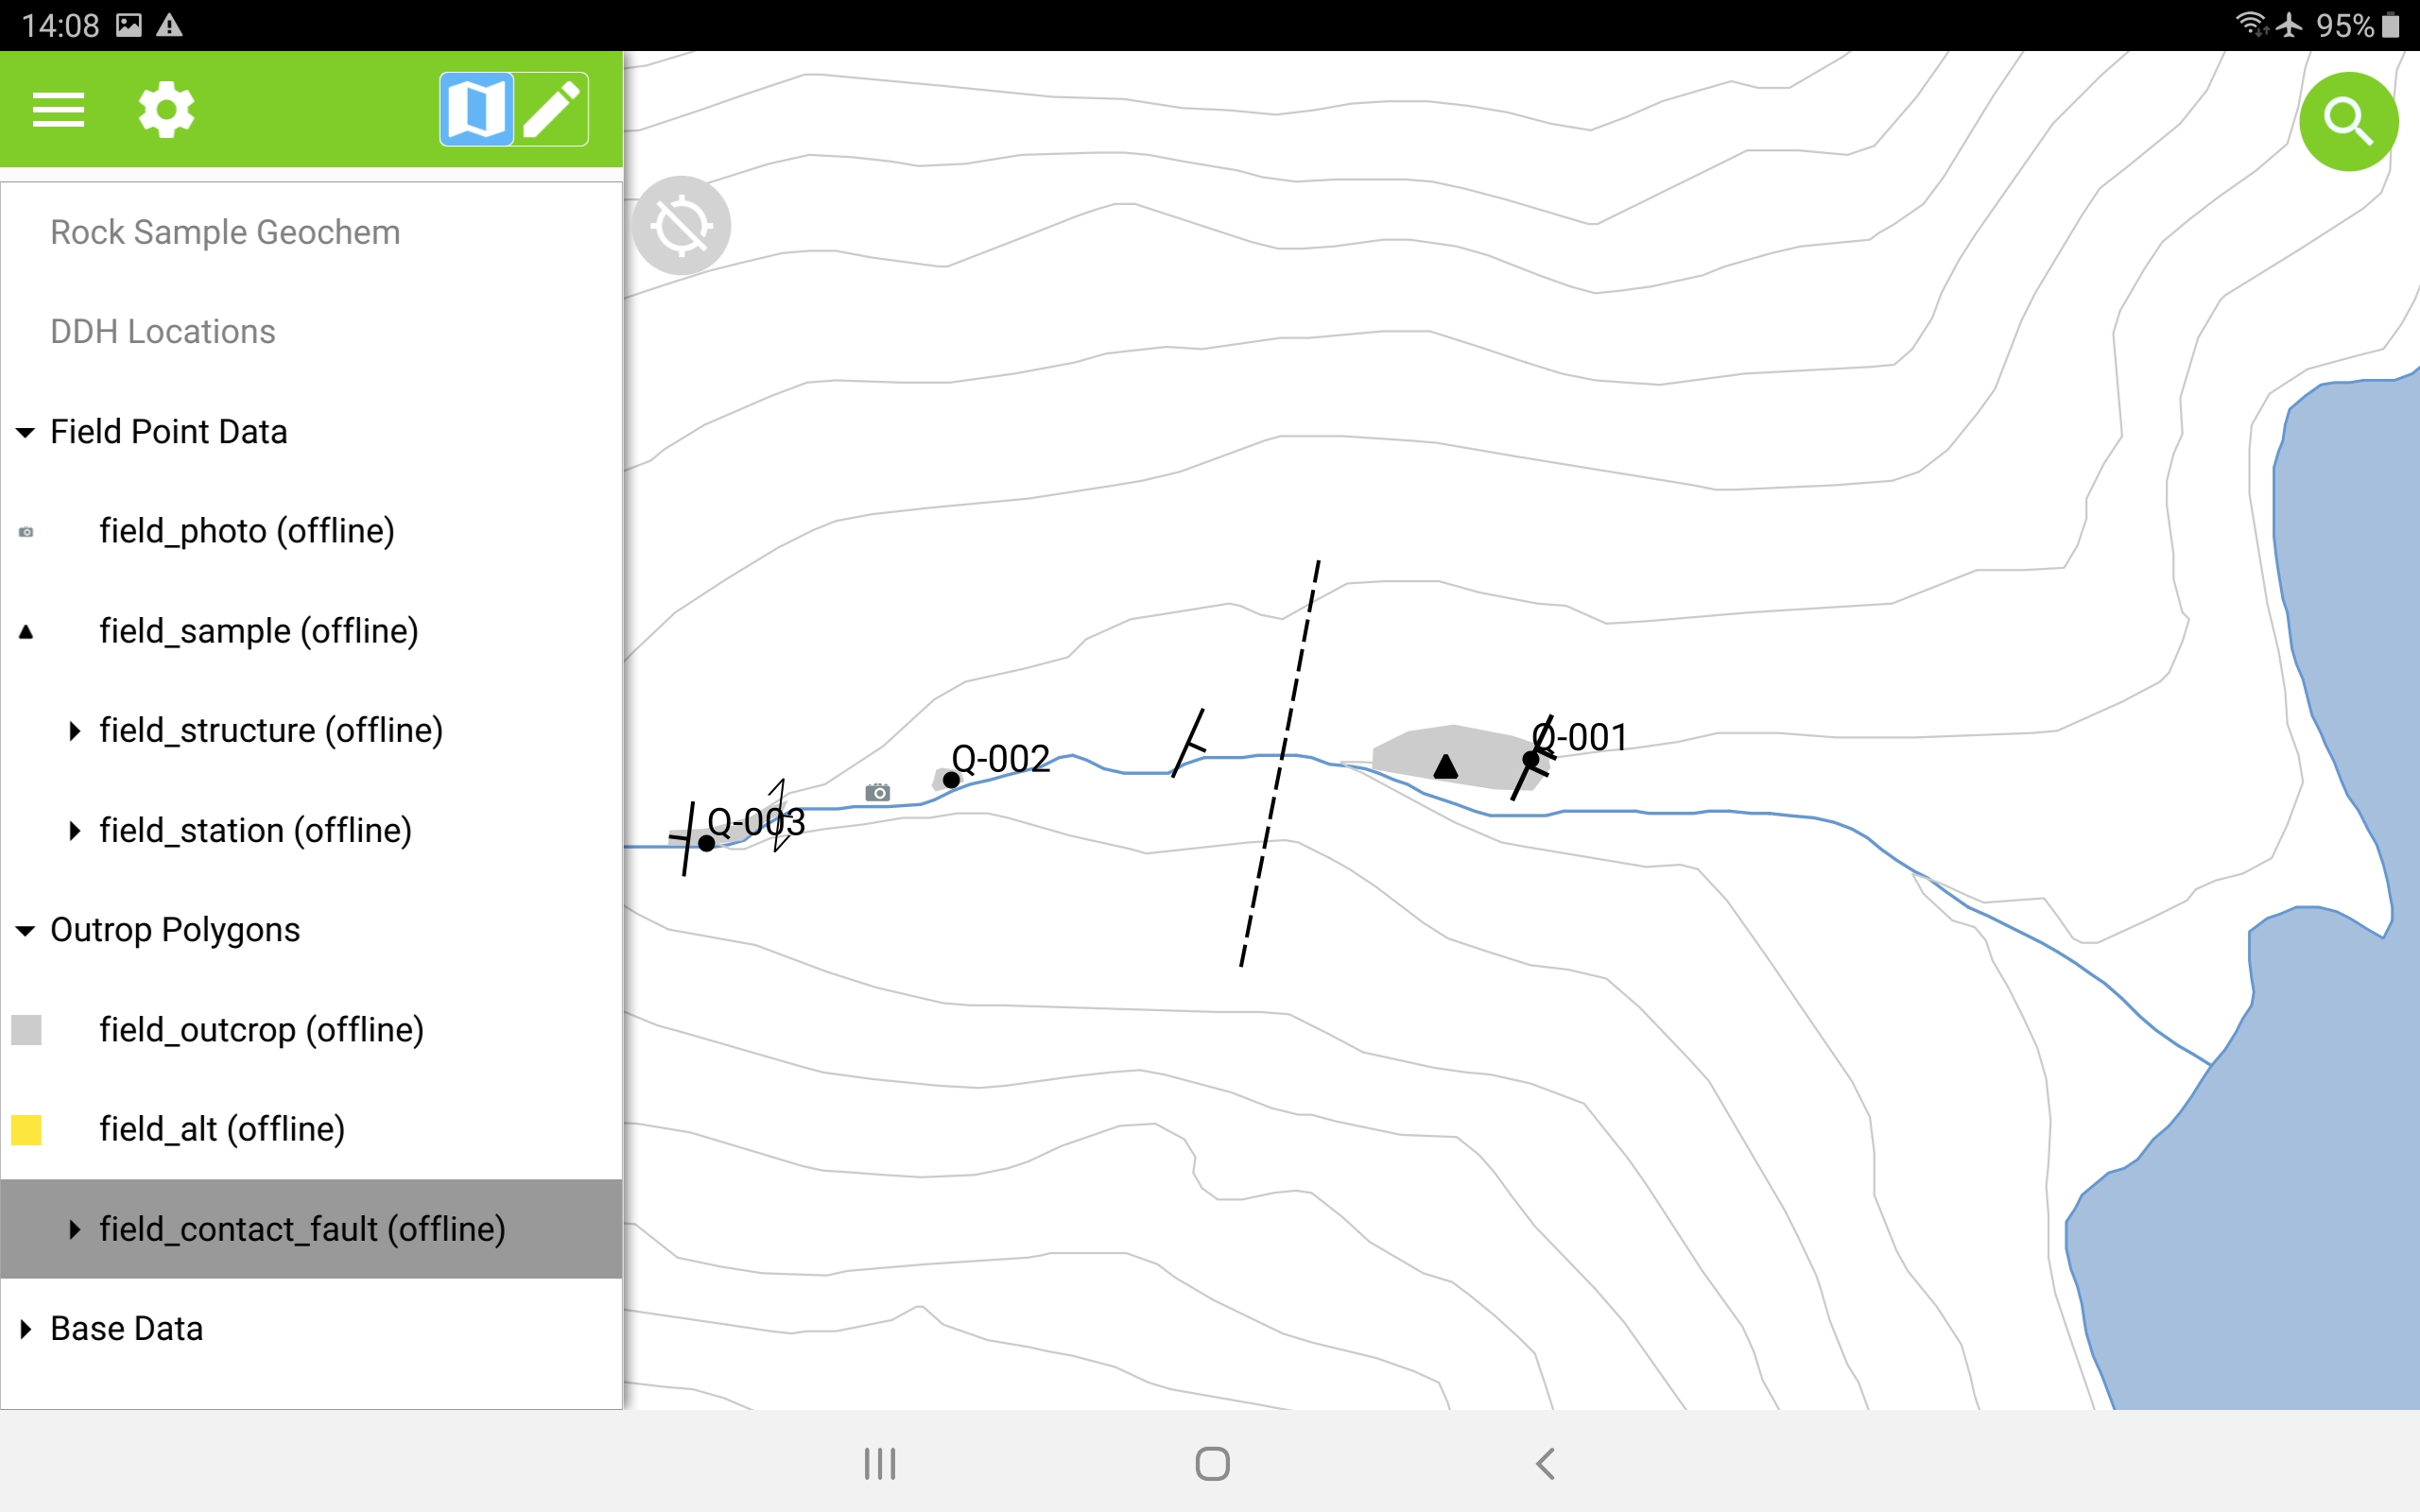 14:08
95%
Rock Sample Geochem
DDH Locations
Field Point Data
field_photo (offline)
field_sample (offline)
field_structure (offline)
field_station (offline)
Outrop Polygons
field_outcrop (offline)
field_alt (offline)
field_contact_fault (offline)
Base Data
Q-001
Q-002
Q-003